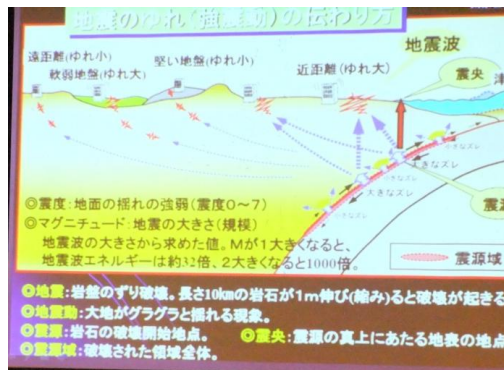 地震のゆれ（強震動）の伝わり方
地震波
遠距離（ゆれ小）
堅い地盤（ゆれ小）
軟弱地盤（ゆれ大）
近距離（ゆれ大）
震央
津
大きなズレ
大きなズレ
小さなズレ
◎震度：地面の揺れの強弱（震度０～７）
◎マグニチュード：地震の大きさ（規模）
地震波の大きさから求めた値。Mが１大きくなると、
地震波エネルギーは約32倍、２大きくなると1000倍。
震源域
◎地震：岩盤のずり破壊。長さ10kmの岩石が1m伸び（縮み）ると破壊が起きる
◎地震動：大地がグラグラと揺れる現象。
◎震源：岩石の破壊開始地点。 ◎震央：震源の真上にあたる地表の地点
◎震源域：破壊された領域全体。